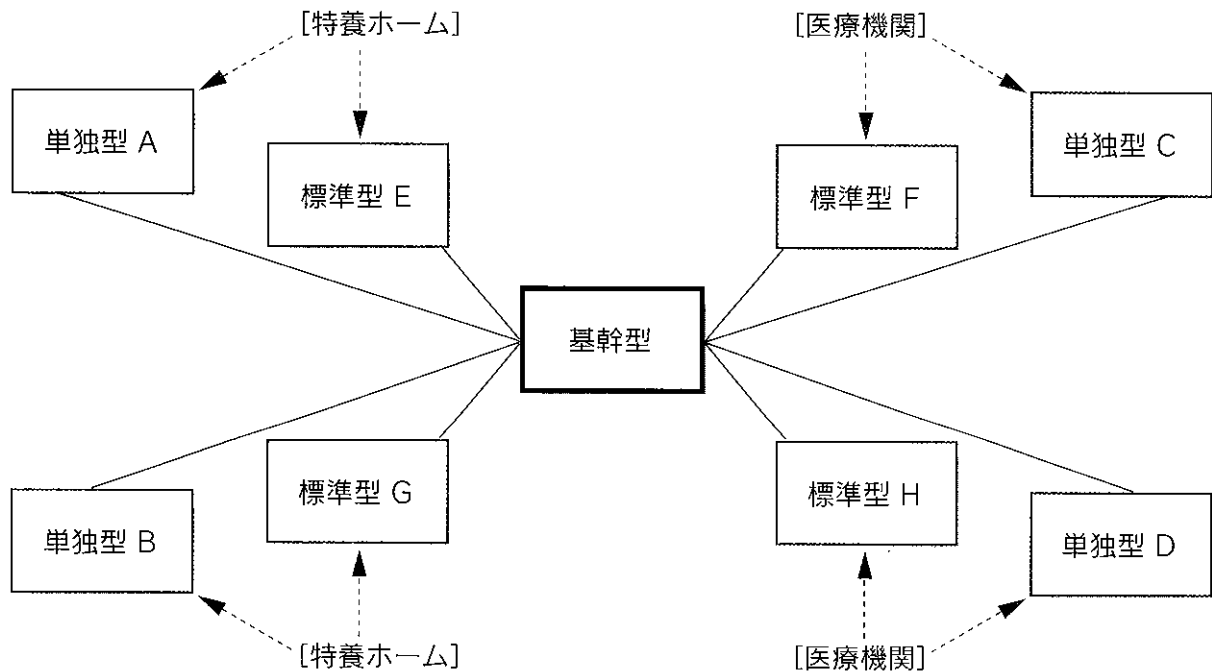 [特養ホーム]
[医療機関]
単独型 A
単独型 C
標準型 E
標準型 F
基幹型
標準型 G
標準型 H
単独型 B
単独型 D
[特養ホーム]
[医療機関]